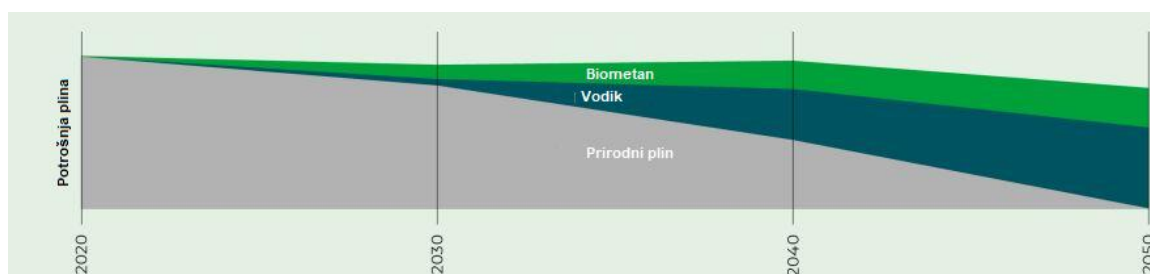 Potrošnja plina
Biometan
Vodik
Prirodni plin
2020
2030
2040
2050